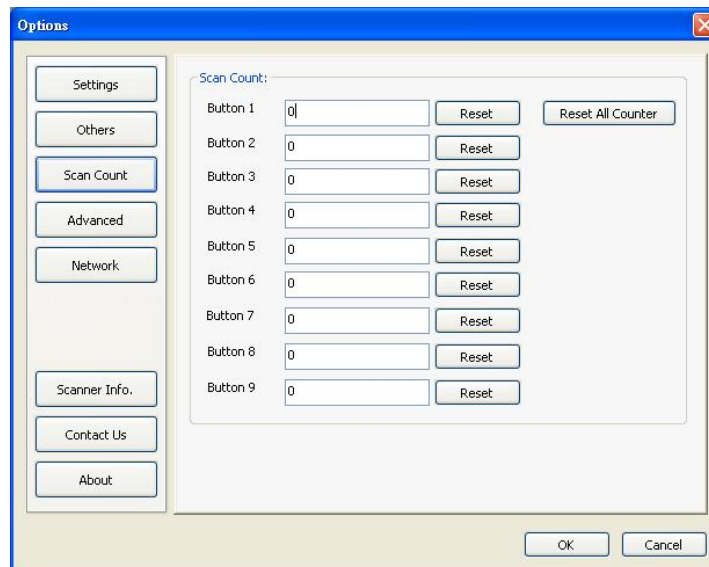 Options
Settings
Others
Scan Count
Advanced
Network
Scanner Info.
Contact Us
About
Scan Count:
Button 1 0 Reset Reset All Counter
Button 2 0 Reset
Button 3 0 Reset
Button 4 0 Reset
Button 5 0 Reset
Button 6 0 Reset
Button 7 0 Reset
Button 8 0 Reset
Button 9 0 Reset
OK Cancel